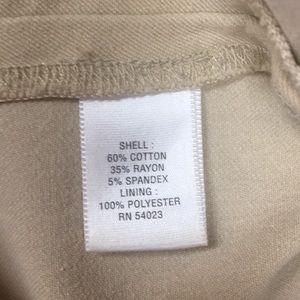 SHELL :
60% COTTON
35% RAYON
5% SPANDEX
LINING :
100% POLYESTER
RN 54023